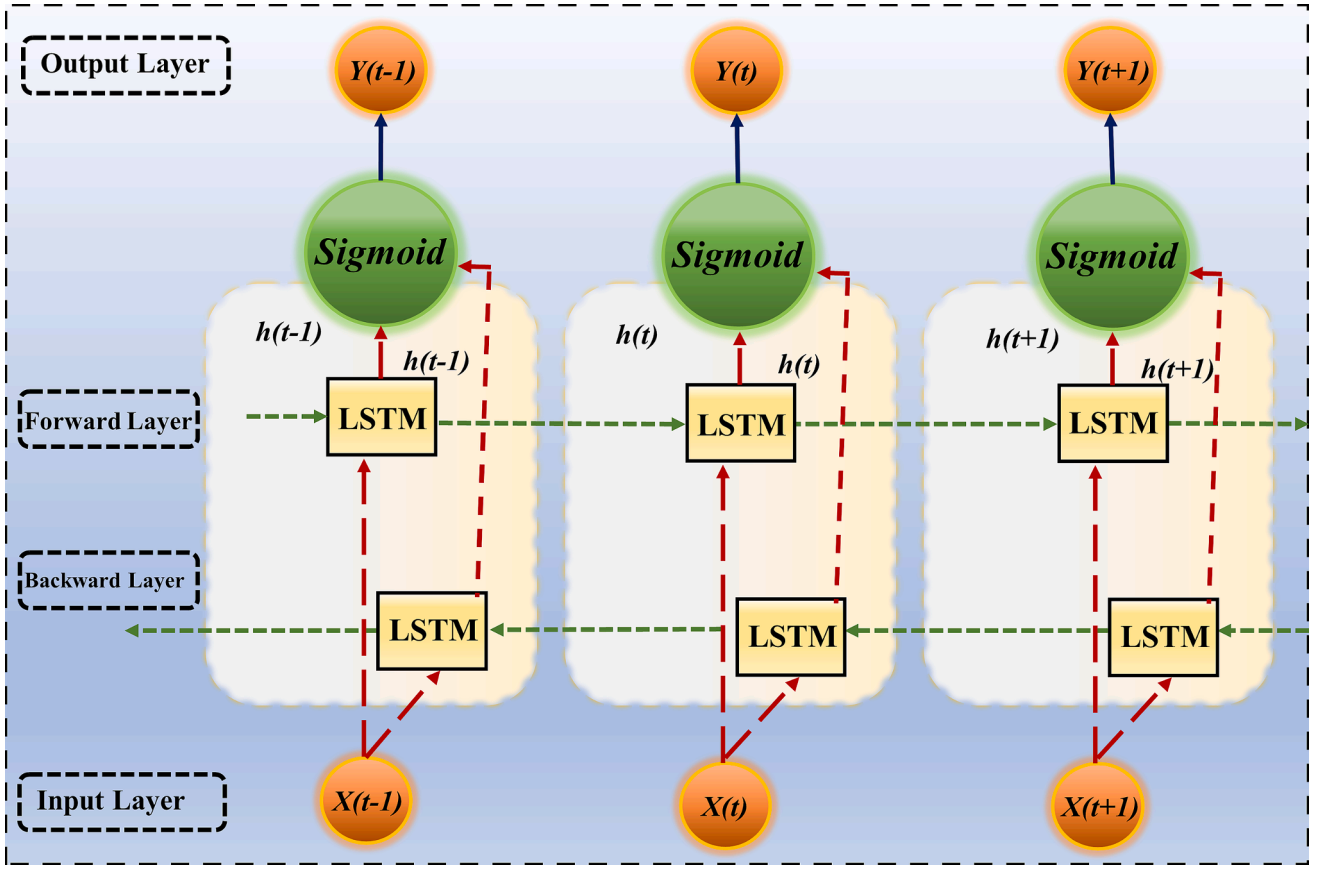 Output Layer
Y(t-1)
Y(t)
Y(t+1)
Sigmoid
Sigmoid
Sigmoid
h(t-1)
h(t-1)
h(t)
h(t)
h(t+1)
h(t+1)
Forward Layer
LSTM
LSTM
LSTM
Backward Layer
LSTM
LSTM
LSTM
Input Layer
X(t-1)
X(t)
X(t+1)